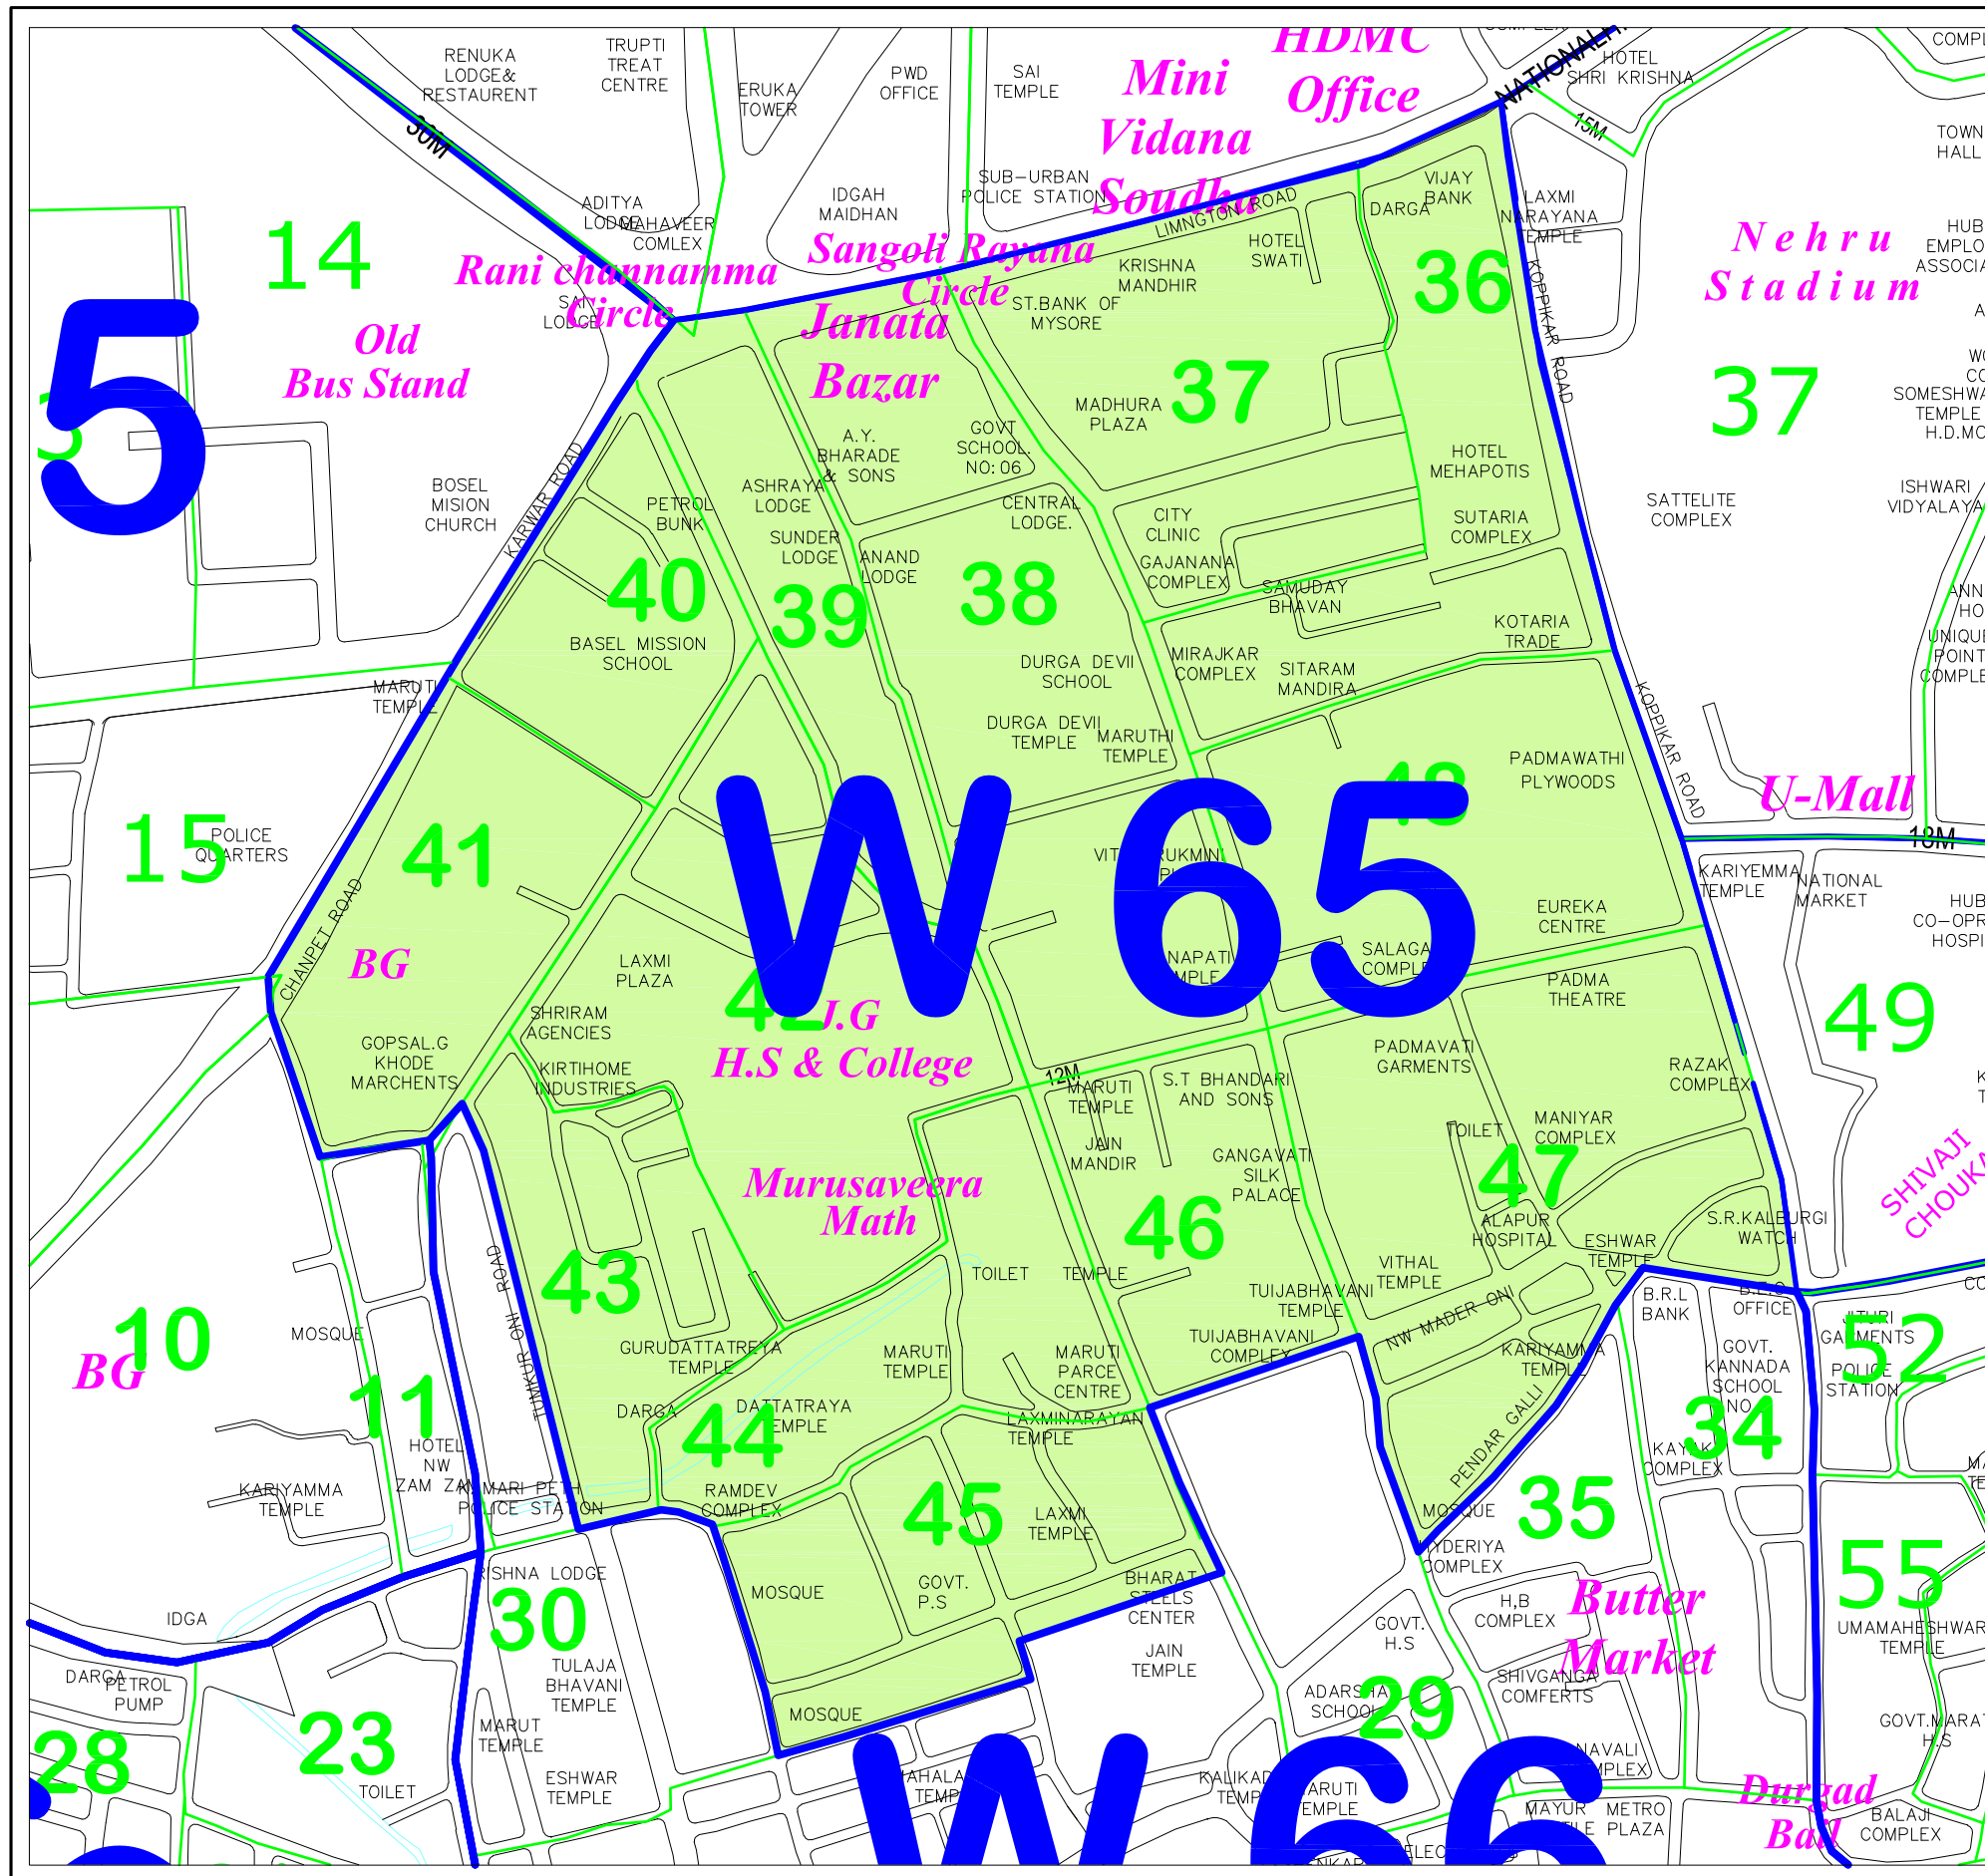 RENUKA
LODGE&
RESTAURENT
TRUPTI
TREAT
CENTRE
ERUKA
TOWER
PWD
OFFICE
SAI
TEMPLE
Mini
Vidana
Soudha
HDMC
Office
HOTEL
SHRI KRISHNA
15M
30M
TOWN
HALL
ADITYA
LODGE
MAHAVEER
COMLEX
IDGAH
MAIDHAN
SUB-URBAN
POLICE STATION
LIMNGTON ROAD
VIJAY
BANK
DARGA
LAXMI
NARAYANA
TEMPLE
Nehru
Stadium
14
Old
Bus Stand
Rani channamma
Circle
SAI
LODGE
Sangoli Rayana
Circle
Janata
Bazar
KRISHNA
MANDHIR
ST.BANK OF
MYSORE
HOTEL
SWATI
36
KOPPIKAR ROAD
5
37
37
MADHURA
PLAZA
BOSEL
MISION
CHURCH
KARWAR ROAD
PETROL
BUNK
A.Y.
BHARADE
& SONS
ASHRAYA
LODGE
GOVT
SCHOOL.
NO: 06
SUNDER
LODGE
ANAND
LODGE
CENTRAL
LODGE.
CITY
CLINIC
GAJANANA
COMPLEX
HOTEL
MEHAPOTIS
SUTARIA
COMPLEX
SATTELITE
COMPLEX
ISHWARI
VIDYALAYA
40
39
38
BASEL MISSION
SCHOOL
SAMUDAY
BHAVAN
KOTARIA
TRADE
DURGA DEVII
SCHOOL
MIRAJKAR
COMPLEX
SITARAM
MANDIRA
MARUTI
TEMPLE
DURGA DEVII
TEMPLE
MARUTHI
TEMPLE
KOPPIKAR ROAD
PADMAWATHI
PLYWOODS
U-Mall
18M
W 65
48
15
POLICE
QUARTERS
41
CHANPET ROAD
BG
KARIYEMMA
TEMPLE
NATIONAL
MARKET
EUREKA
CENTRE
LAXMI
PLAZA
42
J.G
H.S & College
PADMA
THEATRE
49
SHRIRAM
AGENCIES
KIRTIHOME
INDUSTRIES
GOPSAL.G
KHODE
MARCHENTS
12M
MARUTI
TEMPLE
S.T BHANDARI
AND SONS
PADMAVATI
GARMENTS
RAZAK
COMPLEX
JAIN
MANDIR
GANGAVATI
SILK
PALACE
TOILET
MANIYAR
COMPLEX
47
ALAPUR
HOSPITAL
ESHWAR
TEMPLE
S.R.KALBURGI
WATCH
Murusaveera
Math
46
43
TUMKUR ONI ROAD
TOILET
TEMPLE
VITHAL
TEMPLE
TUIJABHAVANI
TEMPLE
TUIJABHAVANI
COMPLEX
NW MADER ONI
B.R.L
BANK
OFFICE
10
BG
MOSQUE
11
GURUDATTATREYA
TEMPLE
MARUTI
TEMPLE
MARUTI
PARCE
CENTRE
KARIYAMMA
TEMPLE
GOVT.
KANNADA
SCHOOL
NO
GARMENTS
52
POLICE
STATION
DARGA
44
DATTATRAYA
TEMPLE
LAXMINARAYAN
TEMPLE
PENDAR GALLI
34
COMPLEX
HOTEL
NW
KARIYAMMA
TEMPLE
POLICE STATION
RAMDEV
COMPLEX
45
LAXMI
TEMPLE
MOSQUE
35
COMPLEX
55
30
IDGA
MOSQUE
GOVT.
P.S
BHARAT
STEELS
CENTER
H,B
COMPLEX
Butter
Market
GOVT.
H.S
JAIN
TEMPLE
DARGA
PETROL
PUMP
TULAJA
BHAVANI
TEMPLE
MOSQUE
ADARSHA
SCHOOL
29
SHIVGANGA
COMFERTS
TEMPLE
28
23
TOILET
MARUT
TEMPLE
ESHWAR
TEMPLE
W 66
MAYUR
METRO
PLAZA
Durgad
Bail
BALAJI
COMPLEX
SHIVAJI